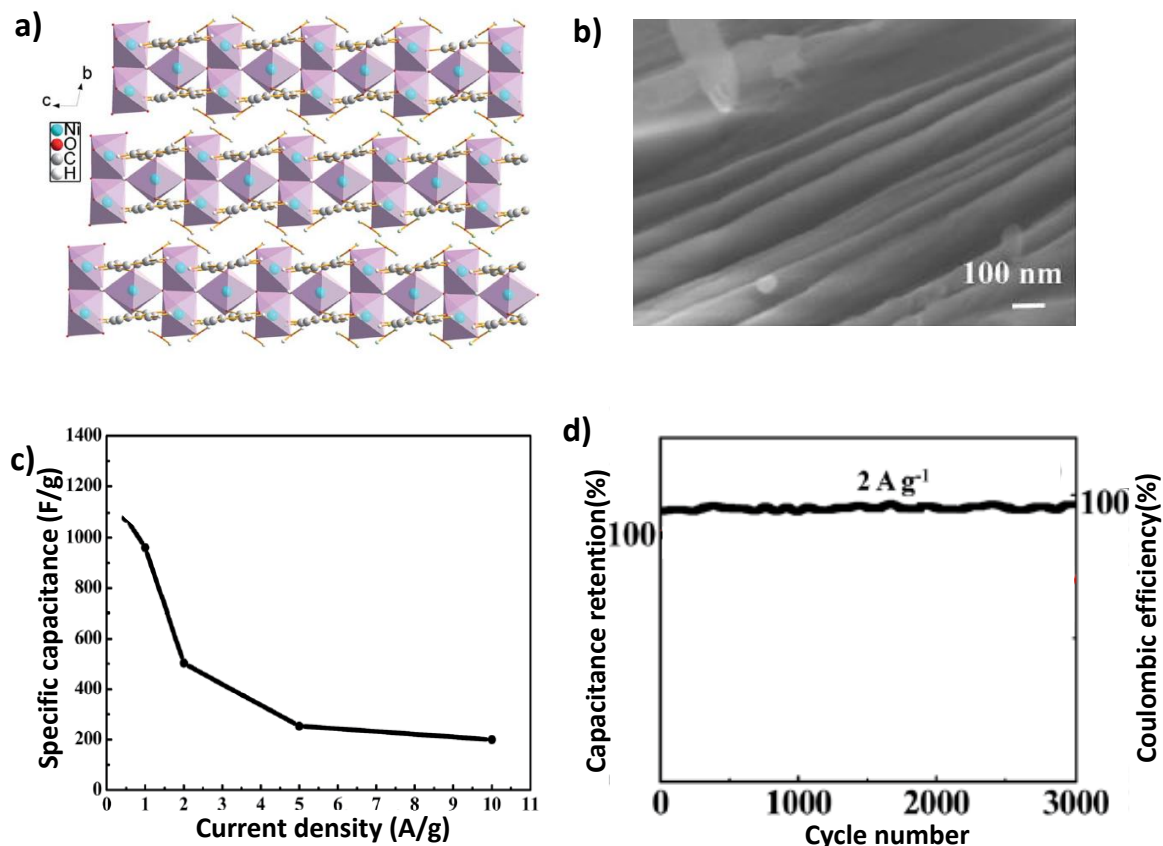 a)
b
c
Ni
O
C
H
b)
100 nm
c)
Specific capacitance (F/g)
1400
1200
1000
800
600
400
200
0
0 1 2 3 4 5 6 7 8 9 10 11
Current density (A/g)
d)
Capacitance retention(%)
100
2 A g⁻¹
100
Coulombic efficiency(%)
0 1000 2000 3000
Cycle number